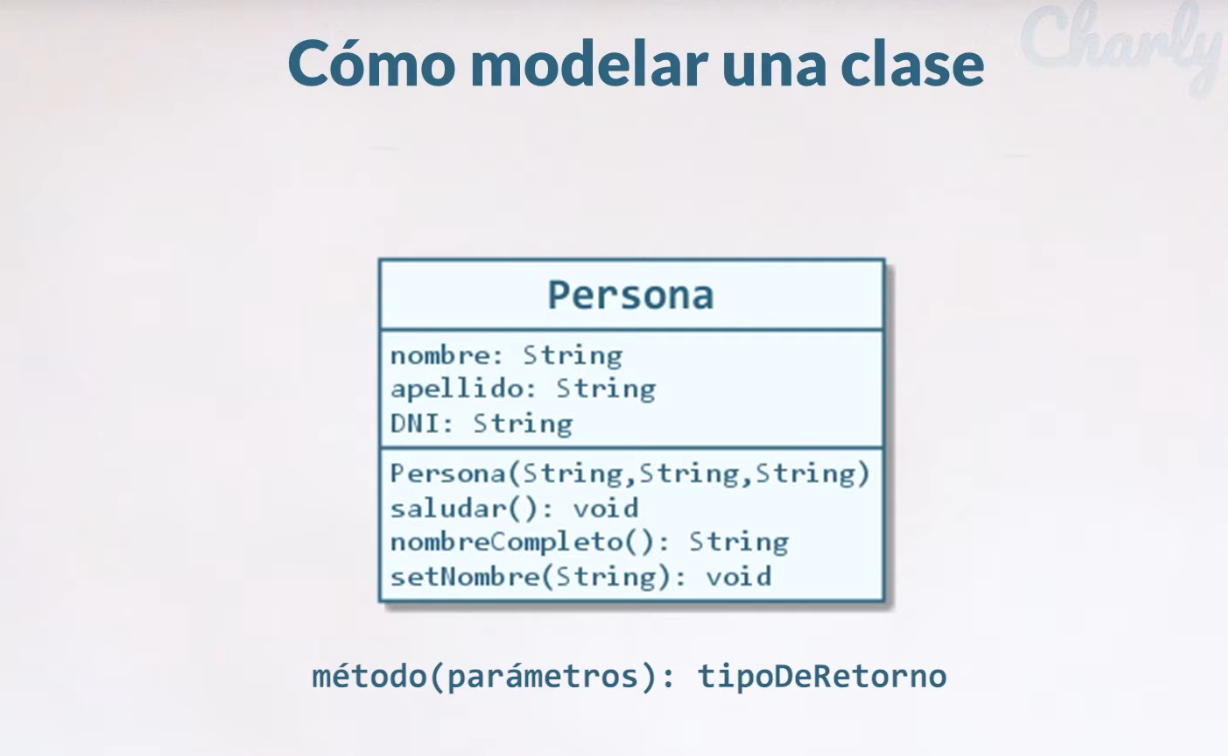 Charly
Cómo modelar una clase
Persona
nombre: String
apellido: String
DNI: String
Persona(String,String,String)
saludar(): void
nombreCompleto(): String
setNombre(String): void
método(parámetros): tipoDeRetorno